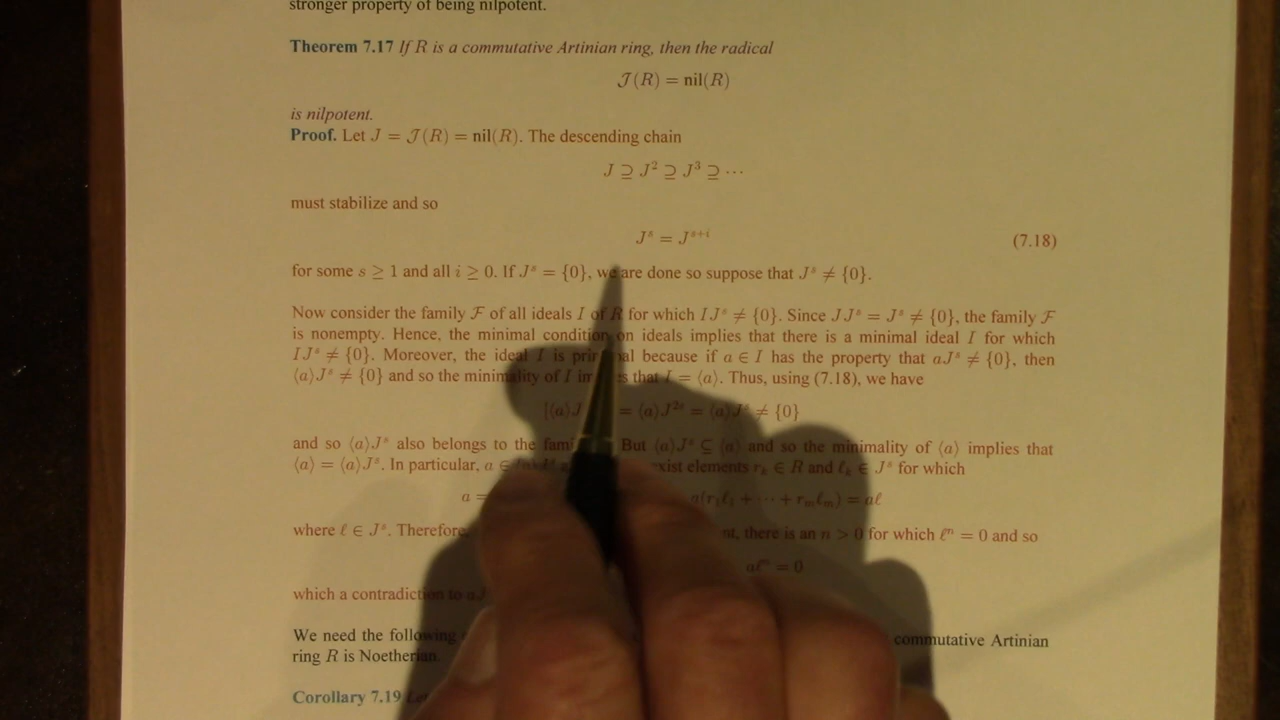 stronger property of being nilpotent.
Theorem 7.17 If R is a commutative Artinian ring, then the radical
𝒥(R) = nil(R)
is nilpotent.
Proof. Let J = 𝒥(R) = nil(R). The descending chain
J ⊇ J² ⊇ J³ ⊇ ⋯
must stabilize and so
Jˢ = Jˢ⁺ⁱ (7.18)
for some s ≥ 1 and all i ≥ 0. If Jˢ = {0}, we are done so suppose that Jˢ ≠ {0}.
Now consider the family ℱ of all ideals I of R for which IJˢ ≠ {0}. Since JJˢ = Jˢ ≠ {0}, the family ℱ
is nonempty. Hence, the minimal condition on ideals implies that there is a minimal ideal I for which
IJˢ ≠ {0}. Moreover, the ideal I is principal because if a ∈ I has the property that aJˢ ≠ {0}, then
⟨a⟩Jˢ ≠ {0} and so the minimality of I that I = ⟨a⟩. Thus, using (7.18), we have
[⟨a⟩J = ⟨a⟩J²ˢ = ⟨a⟩Jˢ ≠ {0}
and so ⟨a⟩Jˢ also belongs to the But ⟨a⟩Jˢ ⊆ ⟨a⟩ and so the minimality of ⟨a⟩ implies that
⟨a⟩ = ⟨a⟩Jˢ. In particular, a ∈ exist elements rₖ ∈ R and ℓₖ ∈ Jˢ for which
a = a(r₁ℓ₁ + ⋯ + rₘℓₘ) = aℓ
where ℓ ∈ Jˢ. Therefore, there is an n > 0 for which ℓⁿ = 0 and so
aℓⁿ = 0
which a contradiction to aJ
We need the following commutative Artinian
ring R is Noetherian.
Corollary 7.19